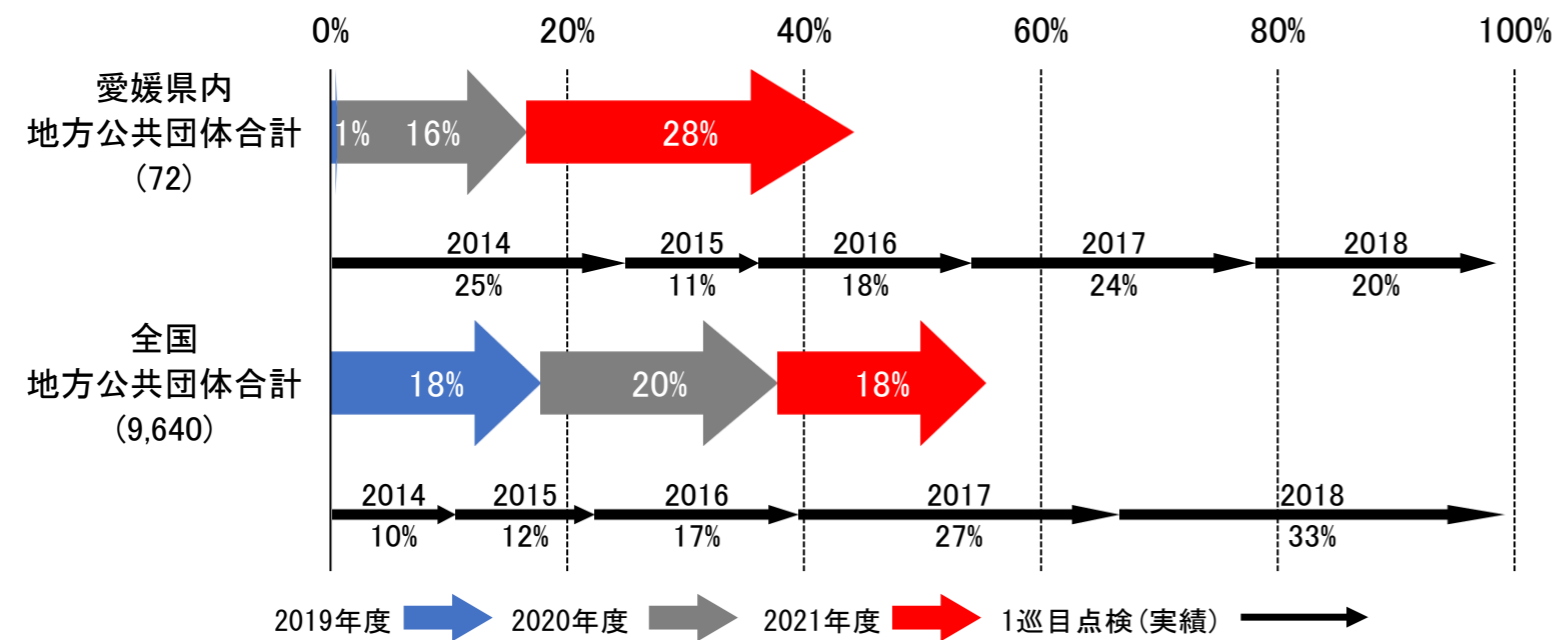 0% 20% 40% 60% 80% 100%
愛媛県内
地方公共団体合計
(72)
1% 16% 28%
2014 2015 2016 2017 2018
25% 11% 18% 24% 20%
全国
地方公共団体合計
(9,640)
18% 20% 18%
2014 2015 2016 2017 2018
10% 12% 17% 27% 33%
2019年度 2020年度 2021年度 1巡目点検(実績)